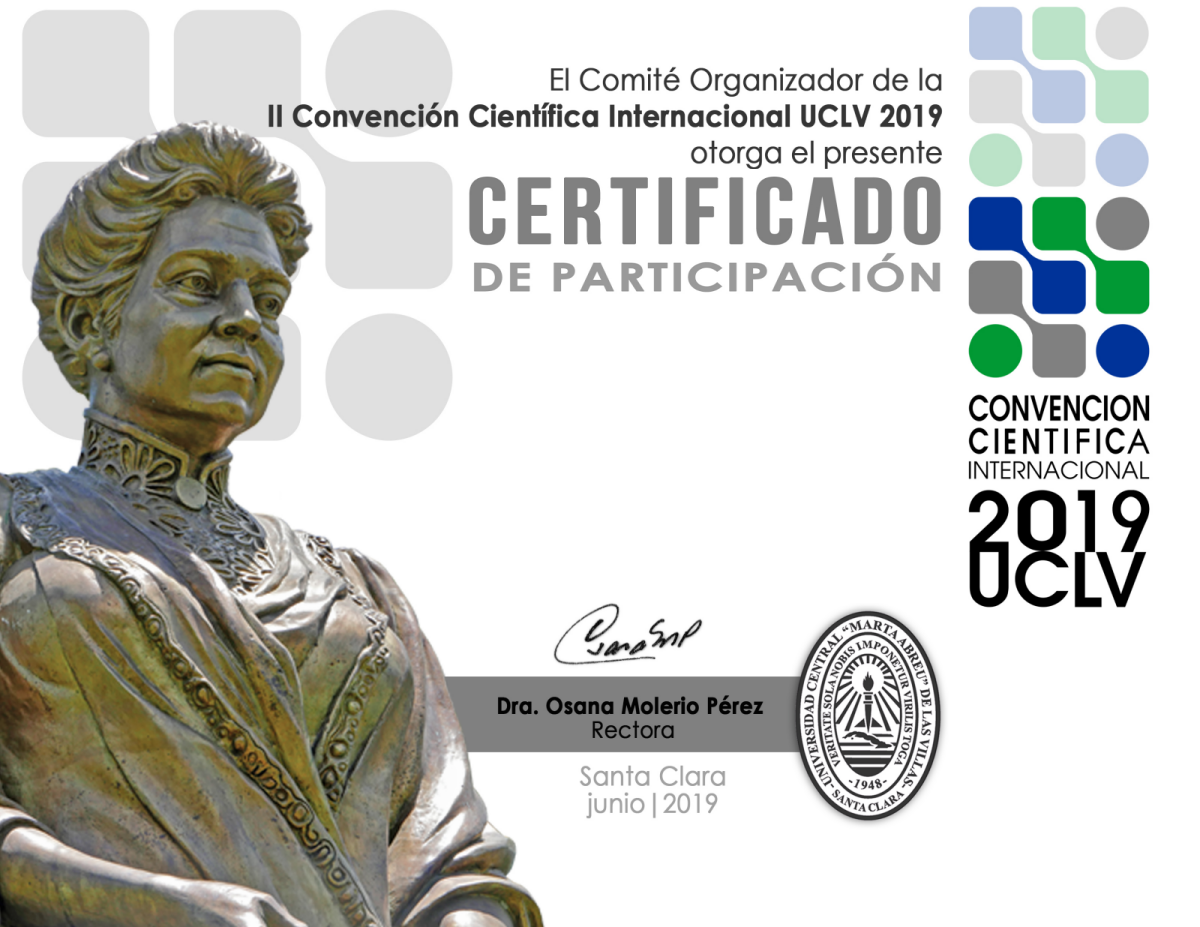 El Comité Organizador de la
II Convención Científica Internacional UCLV 2019
otorga el presente
CERTIFICADO
DE PARTICIPACIÓN
CONVENCION
CIENTIFICA
INTERNACIONAL
2019
UCLV
Dra. Osana Molerio Pérez
Rectora
Santa Clara
junio|2019
UNIVERSIDAD CENTRAL "MARTA ABREU" DE LAS VILLAS
VERITATE SOLA NOBIS IMPONETUR VIRILIS TOGA
-1948-
SANTA CLARA